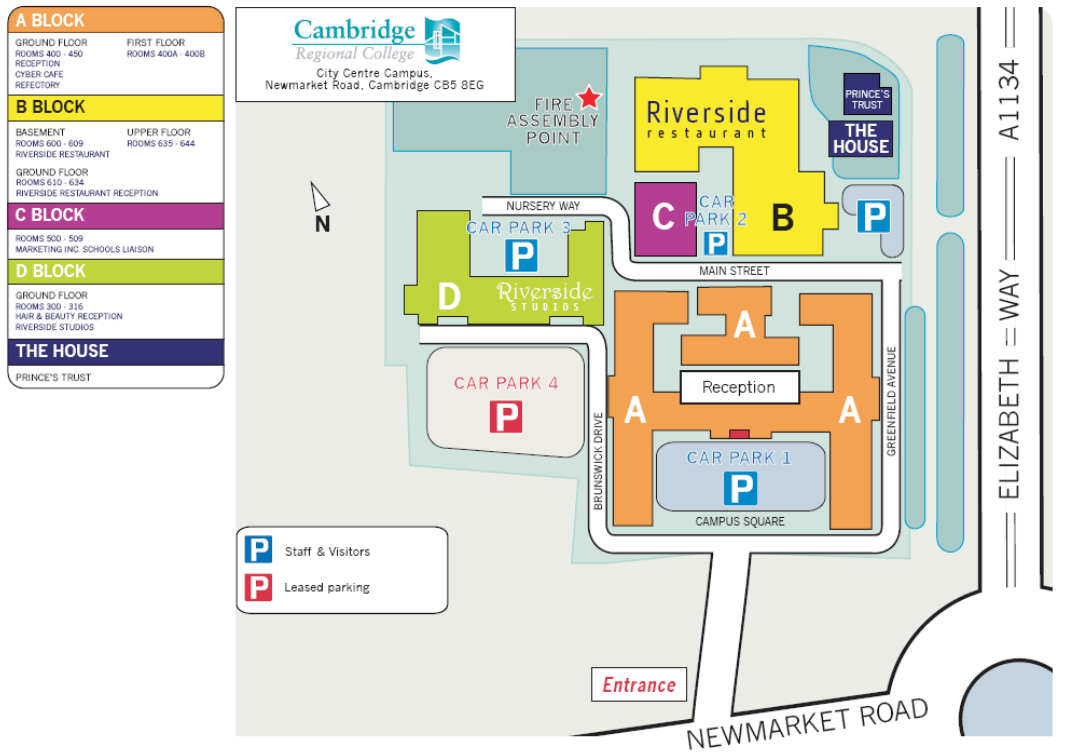 A BLOCK
GROUND FLOOR
ROOMS 400 - 450
RECEPTION
CYBER CAFE
REFECTORY
FIRST FLOOR
ROOMS 400A - 400B
B BLOCK
BASEMENT
ROOMS 600 - 609
RIVERSIDE RESTAURANT
UPPER FLOOR
ROOMS 635 - 644
GROUND FLOOR
ROOMS 610 - 634
RIVERSIDE RESTAURANT RECEPTION
C BLOCK
ROOMS 500 - 509
MARKETING INC. SCHOOLS LIAISON
D BLOCK
GROUND FLOOR
ROOMS 300 - 316
HAIR & BEAUTY RECEPTION
RIVERSIDE STUDIOS
THE HOUSE
PRINCE'S TRUST
Cambridge
Regional College
City Centre Campus,
Newmarket Road, Cambridge CB5 8EG
FIRE
ASSEMBLY
POINT
Riverside
restaurant
PRINCE'S
TRUST
THE
HOUSE
A1134
N
NURSERY WAY
C
CAR
PARK 2
P
B
P
CAR PARK 3
P
MAIN STREET
D
Riverside
STUDIOS
A
ELIZABETH WAY
CAR PARK 4
P
Reception
A
A
BRUNSWICK DRIVE
GREENFIELD AVENUE
CAR PARK 1
P
CAMPUS SQUARE
P
Staff & Visitors
P
Leased parking
Entrance
NEWMARKET ROAD